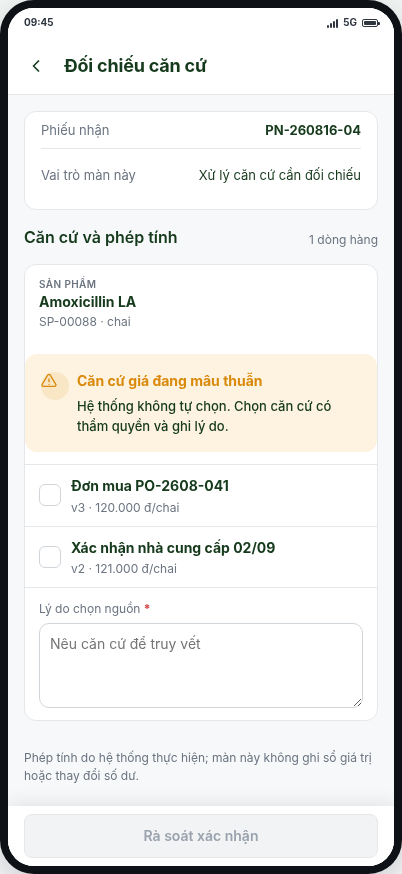 09:45
5G
Đối chiếu căn cứ
Phiếu nhận PN-260816-04
Vai trò màn này Xử lý căn cứ cần đối chiếu
Căn cứ và phép tính 1 dòng hàng
SẢN PHẨM
Amoxicillin LA
SP-00088 · chai
Căn cứ giá đang mâu thuẫn
Hệ thống không tự chọn. Chọn căn cứ có
thẩm quyền và ghi lý do.
Đơn mua PO-2608-041
v3 · 120.000 đ/chai
Xác nhận nhà cung cấp 02/09
v2 · 121.000 đ/chai
Lý do chọn nguồn *
Nêu căn cứ để truy vết
Phép tính do hệ thống thực hiện; màn này không ghi sổ giá trị
hoặc thay đổi số dư.
Rà soát xác nhận